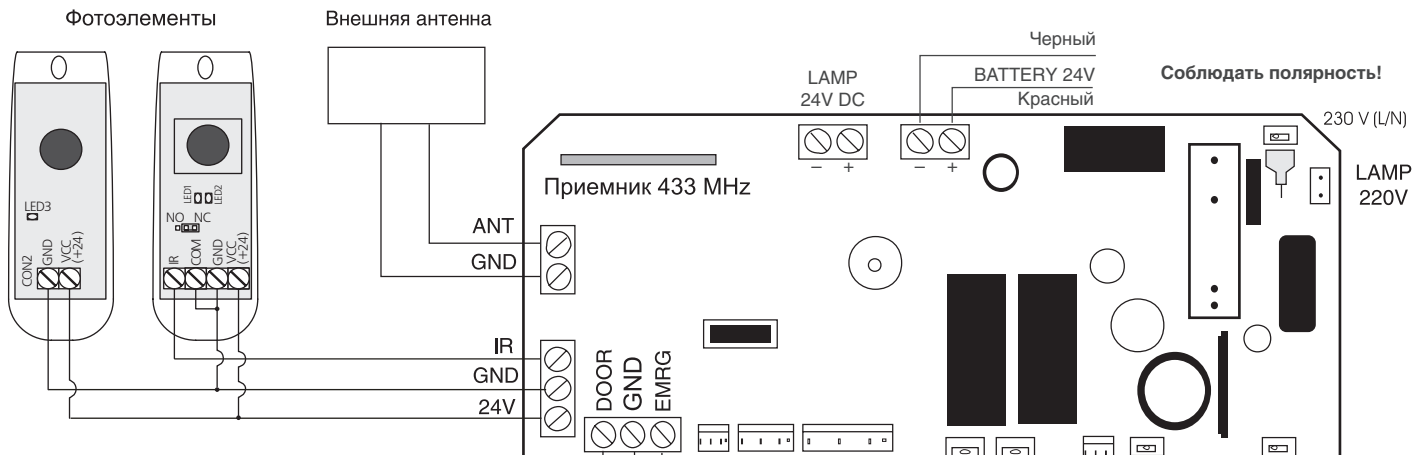 Фотоэлементы
Внешняя антенна
Черный
LAMP
24V DC
BATTERY 24V
Красный
Соблюдать полярность!
230 V (L/N)
LAMP
220V
– +
– +
Приемник 433 MHz
LED3
CON2
GND
VCC
(+24)
LED1
LED2
NO NC
IR
COM
GND
VCC
(+24)
ANT
GND
IR
GND
24V
DOOR
GND
EMRG